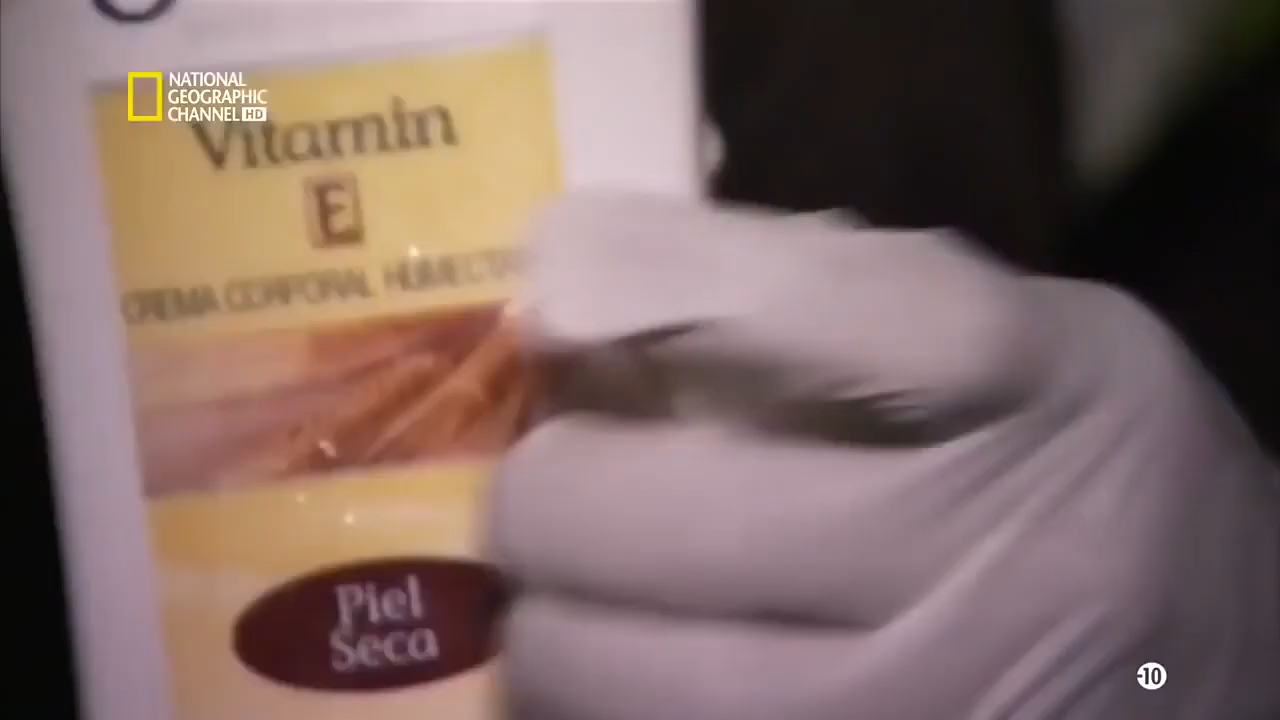 NATIONAL
GEOGRAPHIC
CHANNEL HD
Vitamin
E
CREMA CORPORAL
Piel
Seca
-10